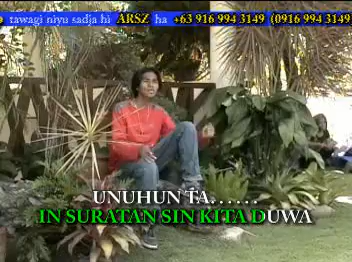 tawagi niyu sadja hi ARSZ ha +63 916 994 3149 (0916 994 3149
UNUHUN TA......
IN SURATAN SIN KITA DUWA